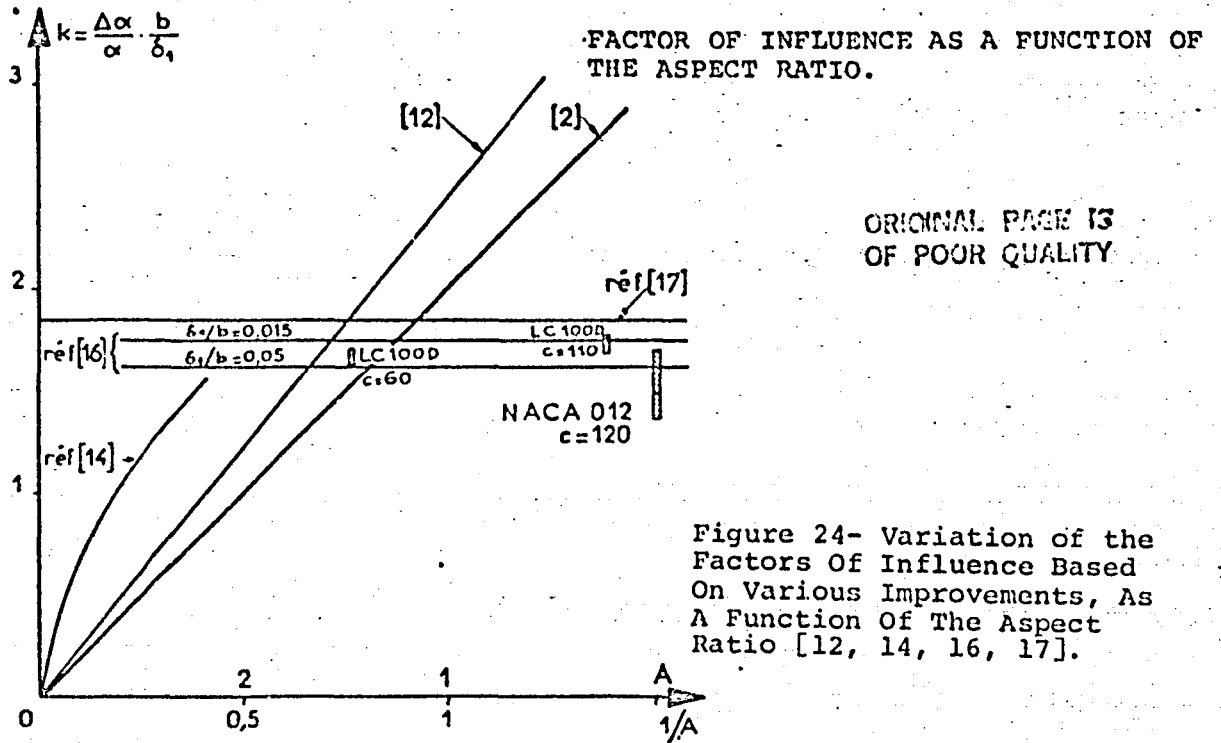 k = Δα/α · b/δ₁
FACTOR OF INFLUENCE AS A FUNCTION OF
THE ASPECT RATIO.
3
[12]
[2]
ORIGINAL PAGE IS
OF POOR QUALITY
2
réf[17]
δ₁/b=0,015
LC 100D
réf[16]{
δ₁/b=0,05
LC 100D
c=110
c=60
NACA 012
c=120
réf[14]
1
Figure 24- Variation of the
Factors Of Influence Based
On Various Improvements, As
A Function Of The Aspect
Ratio [12, 14, 16, 17].
2
1
A
0
0,5
1
1/A